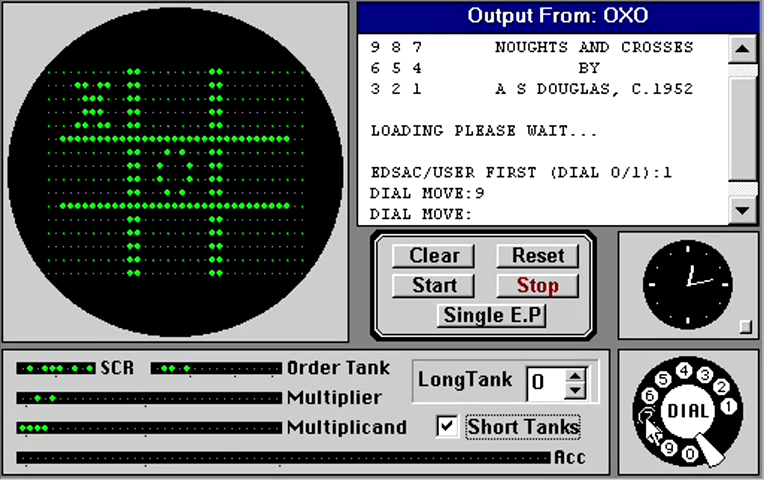 Output From: OXO
9 8 7 NOUGHTS AND CROSSES
6 5 4 BY
3 2 1 A S DOUGLAS, C.1952
LOADING PLEASE WAIT...
EDSAC/USER FIRST (DIAL 0/1):1
DIAL MOVE:9
DIAL MOVE:
X
O
Clear Reset
Start Stop
Single E.P
SCR Order Tank
Multiplier
Multiplicand
Acc
LongTank 0
Short Tanks
1 2 3 4 5 6 9 0
DIAL